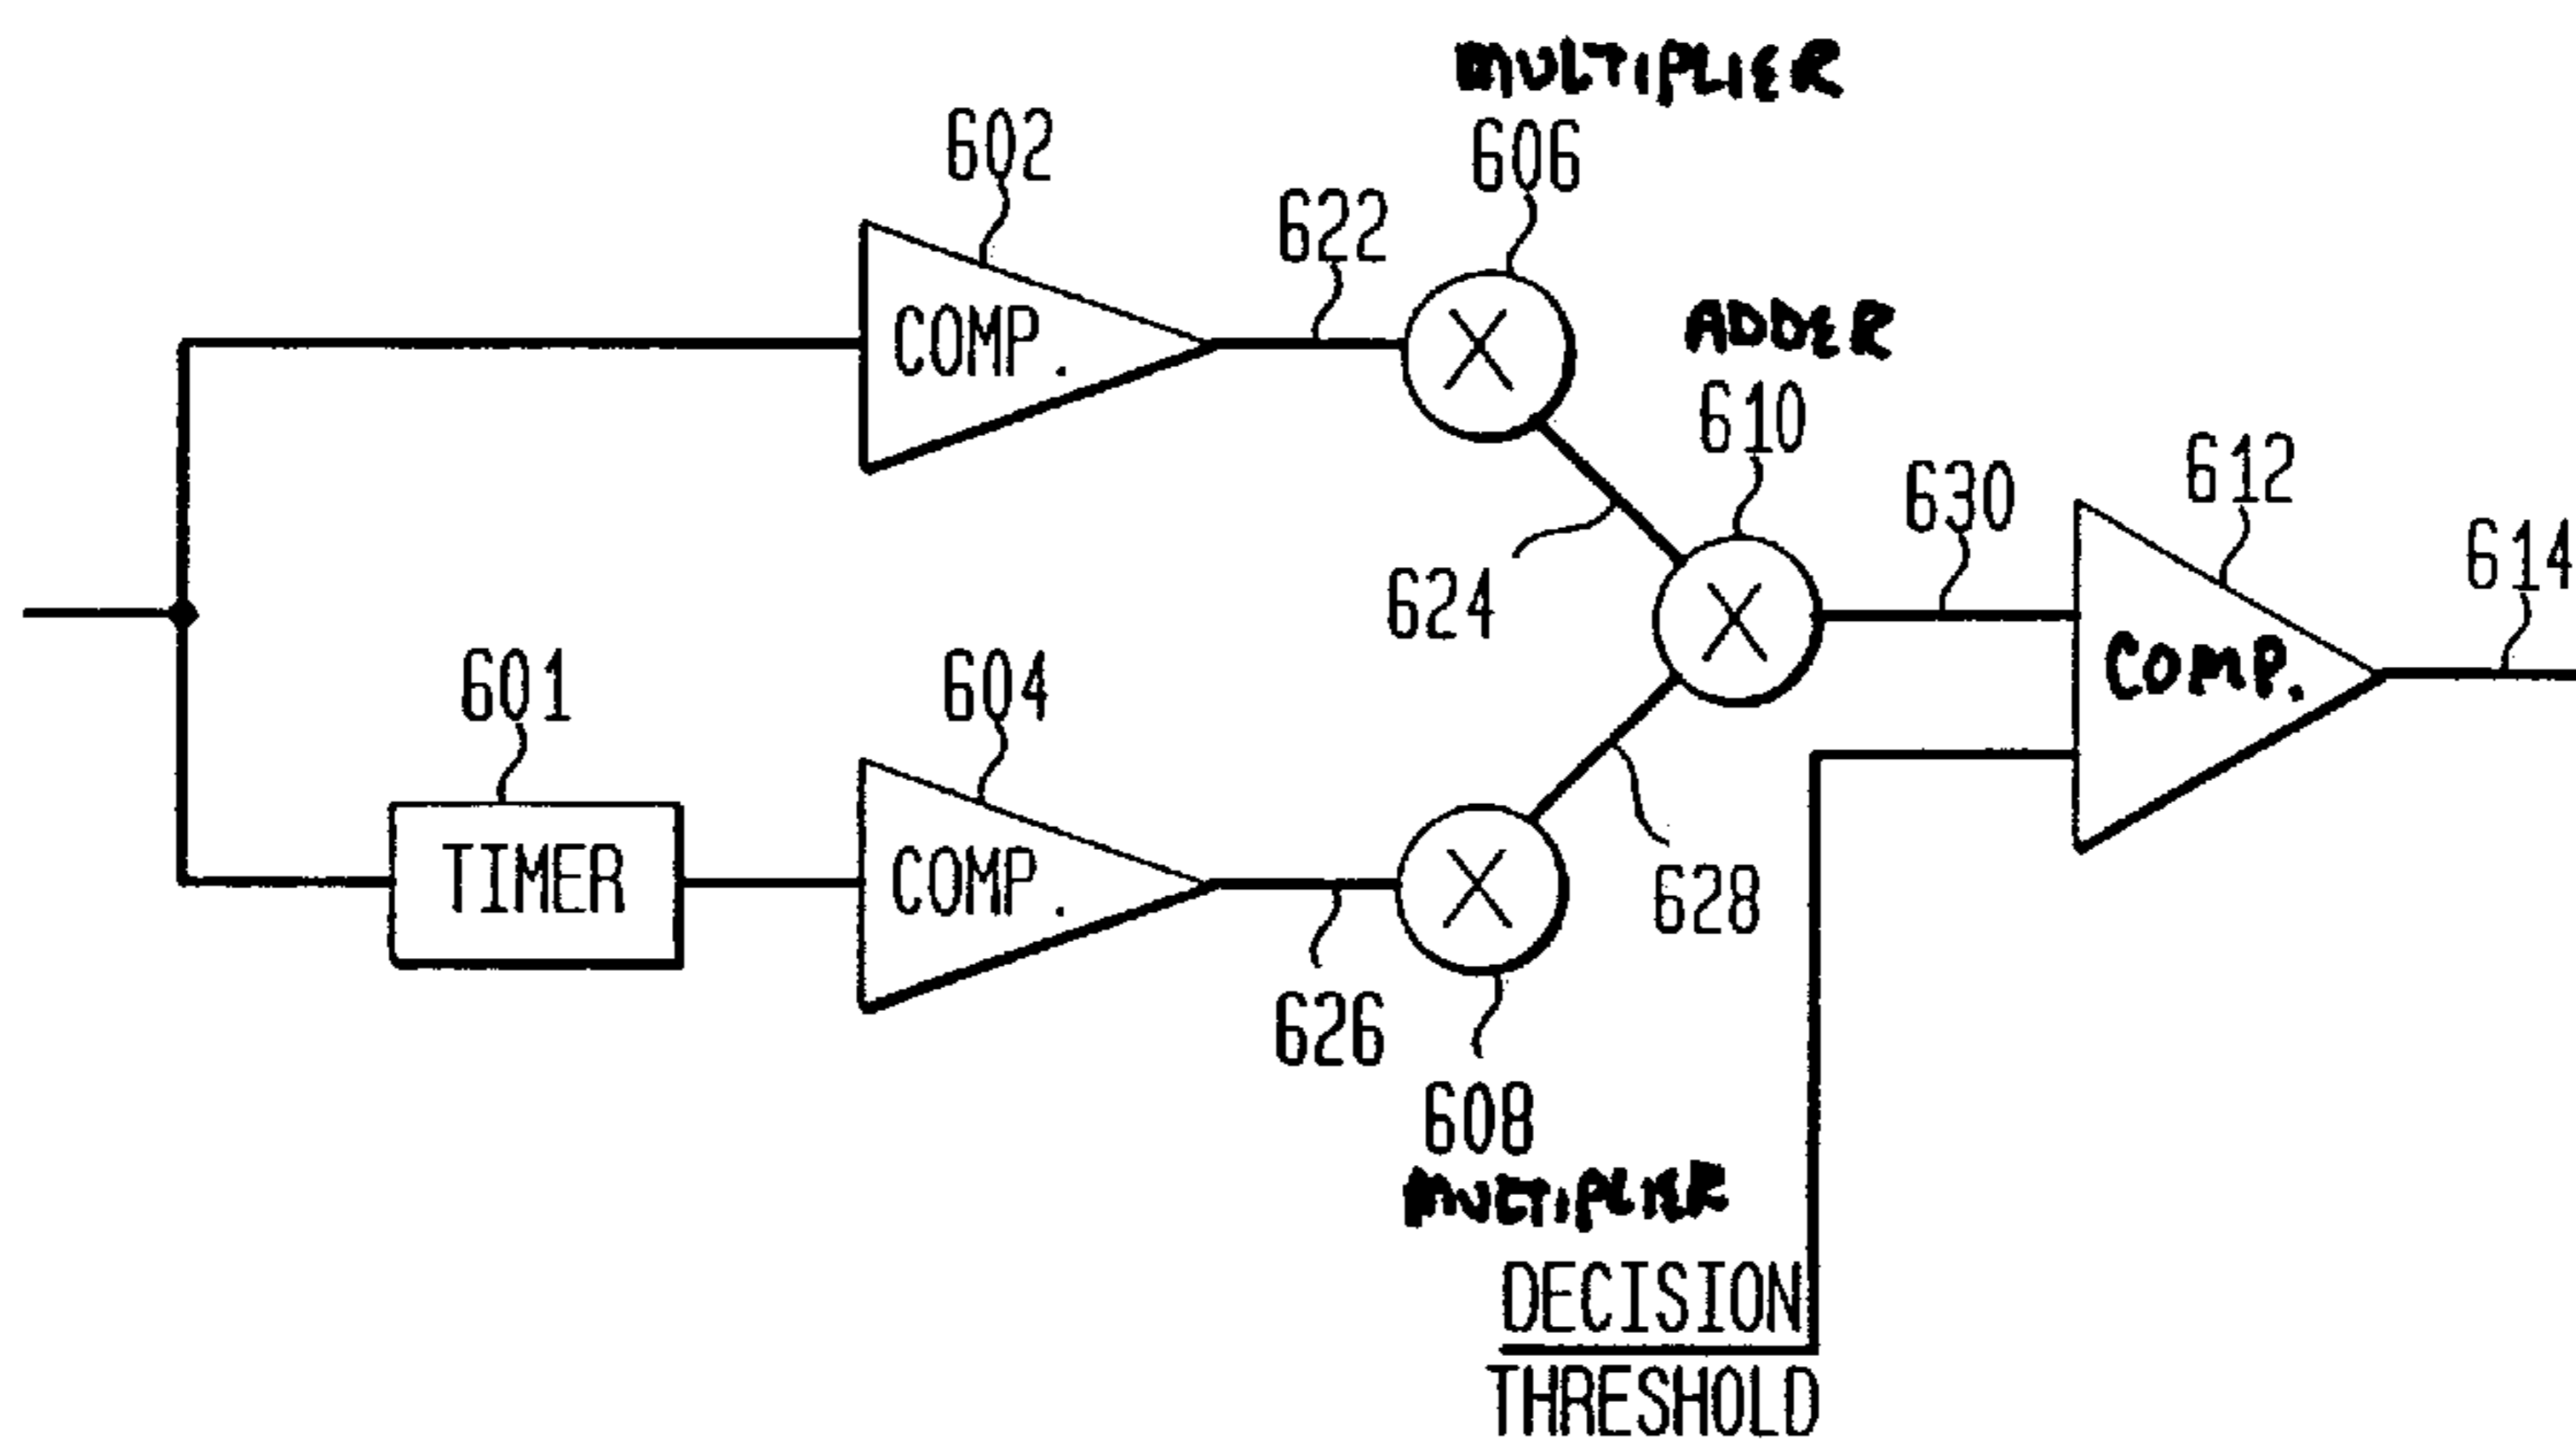 MULTIPLIER
602
606
622
ADDER
COMP.
610
612
630
614
624
601
604
COMP.
TIMER
COMP.
628
626
608
MULTIPLIER
DECISION
THRESHOLD